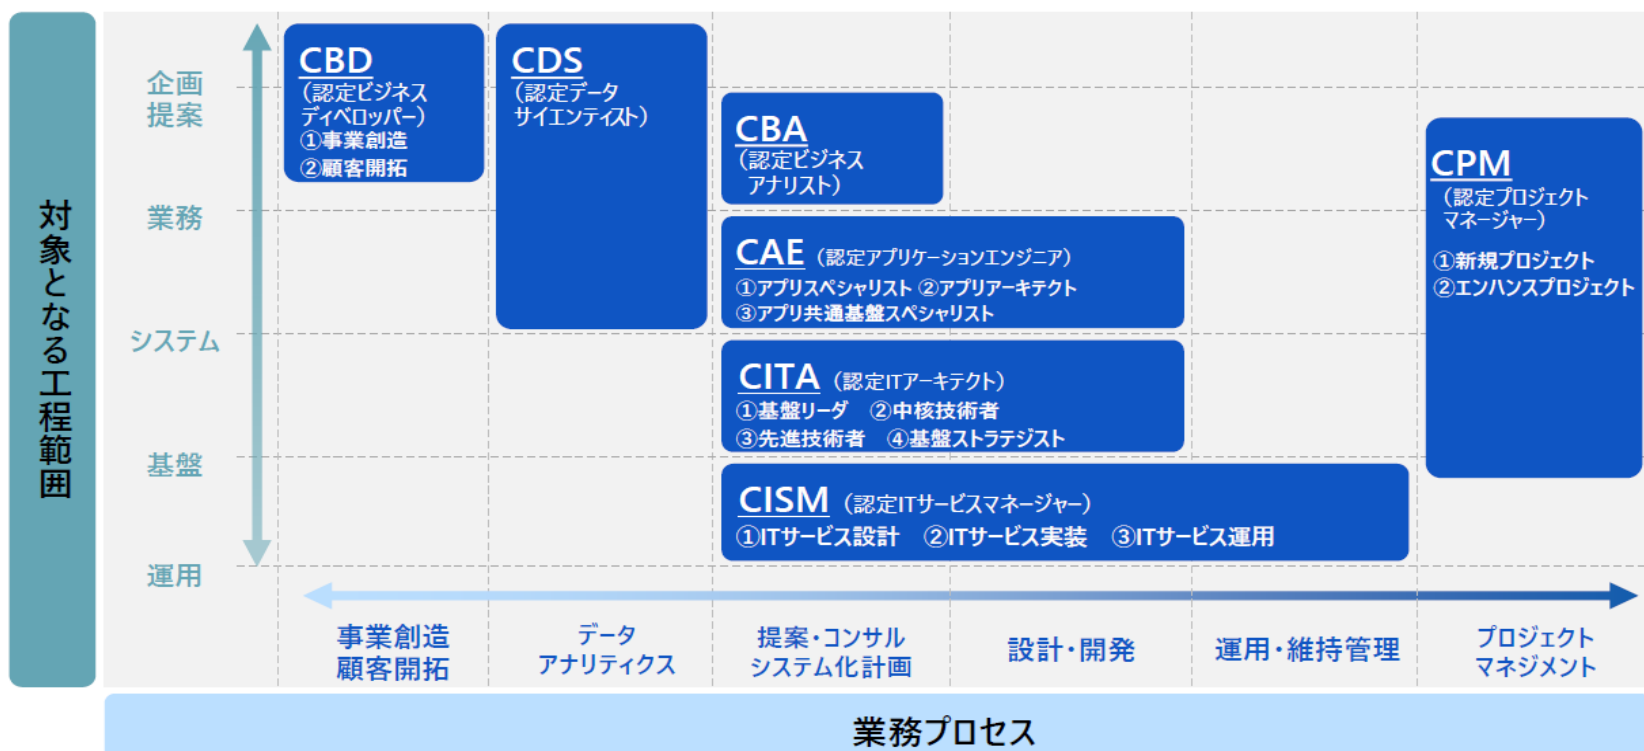 対象となる工程範囲
企画
提案
業務
システム
基盤
運用
CBD
（認定ビジネス
ディベロッパー）
①事業創造
②顧客開拓
CDS
（認定データ
サイエンティスト）
CBA
（認定ビジネス
アナリスト）
CAE（認定アプリケーションエンジニア）
①アプリスペシャリスト ②アプリアーキテクト
③アプリ共通基盤スペシャリスト
CITA（認定ITアーキテクト）
①基盤リーダ　②中核技術者
③先進技術者　④基盤ストラテジスト
CISM（認定ITサービスマネージャー）
①ITサービス設計　②ITサービス実装　③ITサービス運用
CPM
（認定プロジェクト
マネージャー）
①新規プロジェクト
②エンハンスプロジェクト
事業創造
顧客開拓
データ
アナリティクス
提案・コンサル
システム化計画
設計・開発
運用・維持管理
プロジェクト
マネジメント
業務プロセス